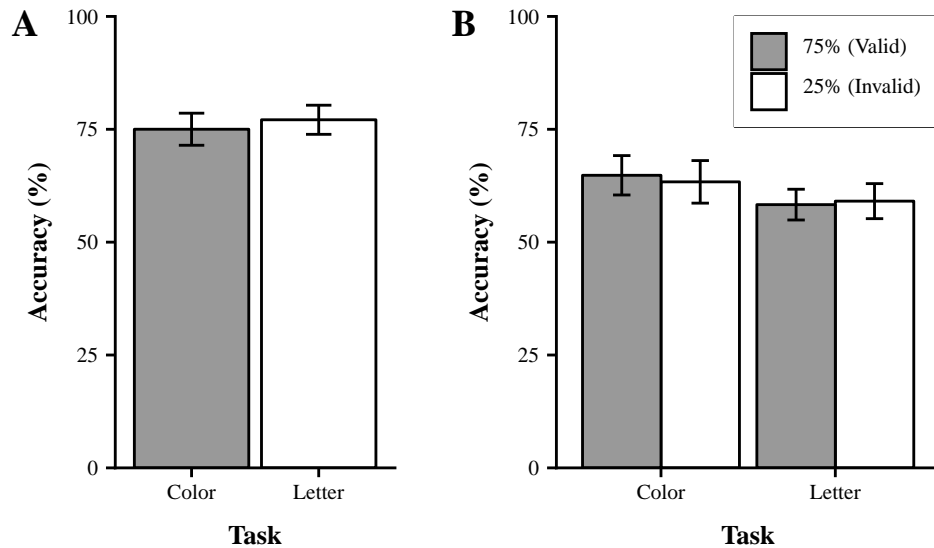 A
100
75
50
25
0
Accuracy (%)
Color
Letter
Task
B
75% (Valid)
25% (Invalid)
100
75
50
25
0
Accuracy (%)
Color
Letter
Task